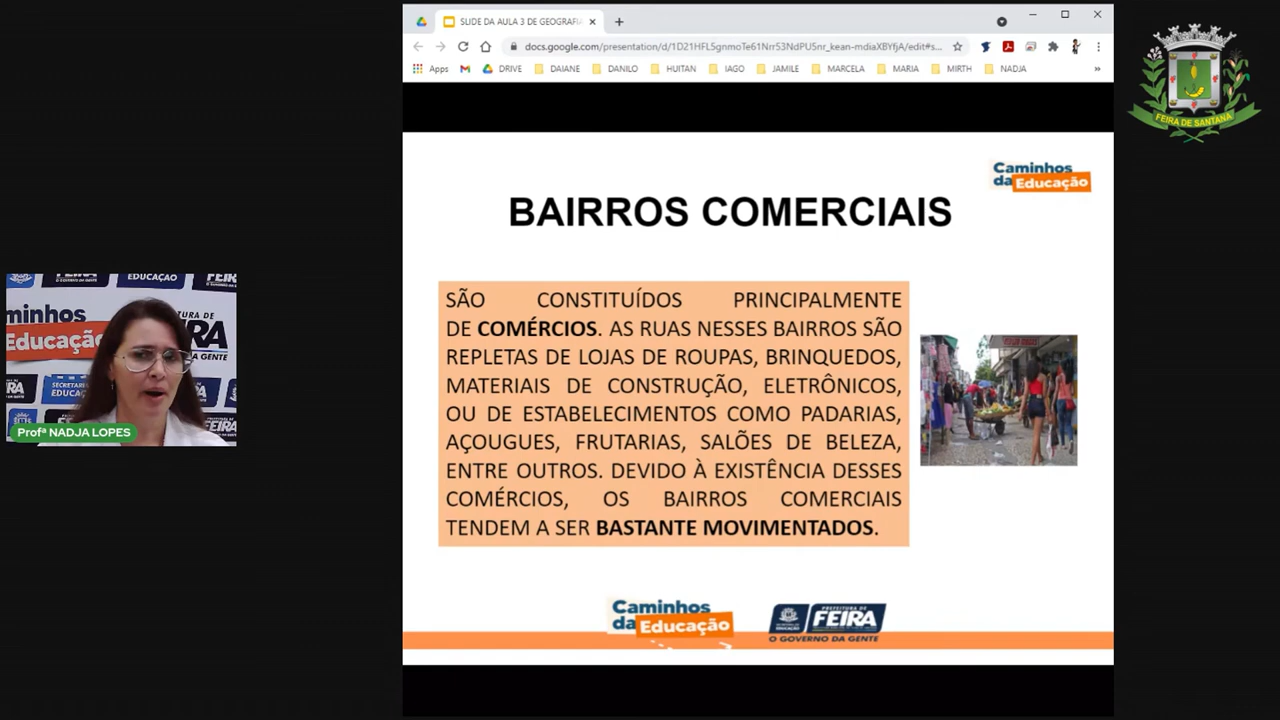 SLIDE DA AULA 3 DE GEOGRAFIA
docs.google.com/presentation/d/1D21HFL5gnmoTe61Nrr53NdPU5nr_kean-mdiaXBYfjA/edit#s...
Apps DRIVE DAIANE DANILO HUITAN IAGO JAMILE MARCELA MARIA MIRTH NADJA »
FEIRA DE SANTANA
Caminhos
da Educação
BAIRROS COMERCIAIS
SÃO CONSTITUÍDOS PRINCIPALMENTE
DE COMÉRCIOS. AS RUAS NESSES BAIRROS SÃO
REPLETAS DE LOJAS DE ROUPAS, BRINQUEDOS,
MATERIAIS DE CONSTRUÇÃO, ELETRÔNICOS,
OU DE ESTABELECIMENTOS COMO PADARIAS,
AÇOUGUES, FRUTARIAS, SALÕES DE BELEZA,
ENTRE OUTROS. DEVIDO À EXISTÊNCIA DESSES
COMÉRCIOS, OS BAIRROS COMERCIAIS
TENDEM A SER BASTANTE MOVIMENTADOS.
Caminhos
da Educação
PREFEITURA DE
FEIRA
O GOVERNO DA GENTE
EDUCAÇÃO
minhos
Educação
Profª NADJA LOPES